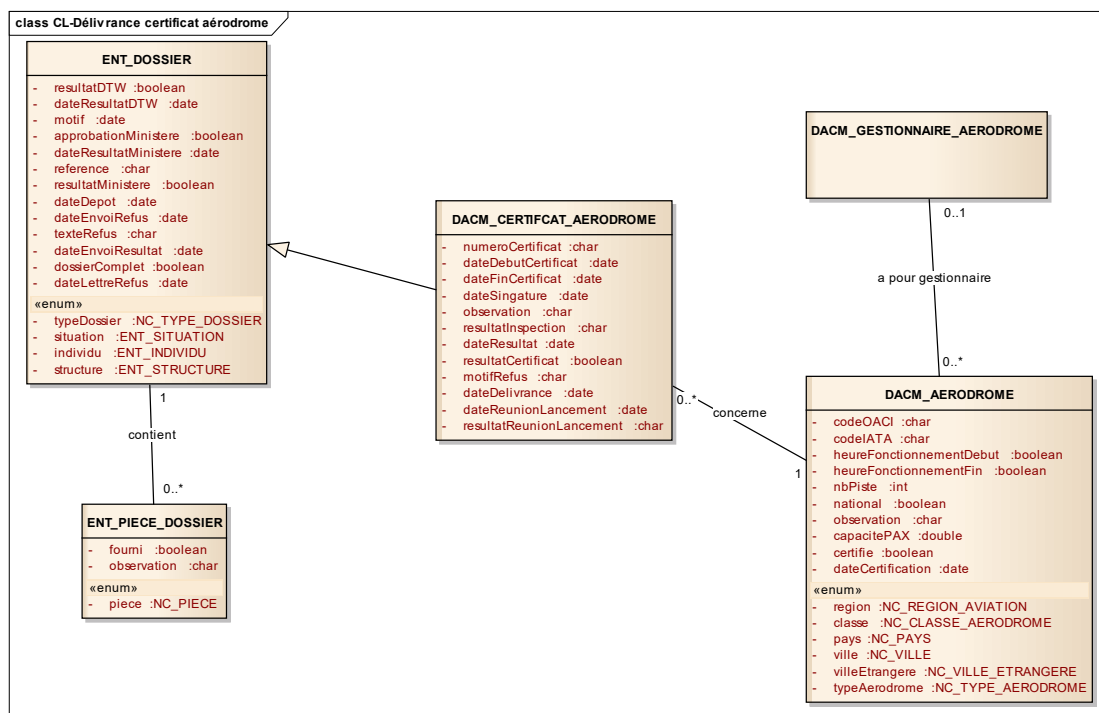 class CL-Délivrance certificat aérodrome
ENT_DOSSIER
- resultatDTW :boolean
- dateResultatDTW :date
- motif :date
- approbationMinistere :boolean
- dateResultatMinistere :date
- reference :char
- resultatMinistere :boolean
- dateDepot :date
- dateEnvoiRefus :date
- texteRefus :char
- dateEnvoiResultat :date
- dossierComplet :boolean
- dateLettreRefus :date
«enum»
- typeDossier :NC_TYPE_DOSSIER
- situation :ENT_SITUATION
- individu :ENT_INDIVIDU
- structure :ENT_STRUCTURE
1
contient
0..*
ENT_PIECE_DOSSIER
- fourni :boolean
- observation :char
«enum»
- piece :NC_PIECE
DACM_CERTIFCAT_AERODROME
- numeroCertificat :char
- dateDebutCertificat :date
- dateFinCertificat :date
- dateSingature :date
- observation :char
- resultatInspection :char
- dateResultat :date
- resultatCertificat :boolean
- motifRefus :char
- dateDelivrance :date
- dateReunionLancement :date
- resultatReunionLancement :char
0..*
concerne
1
DACM_GESTIONNAIRE_AERODROME
0..1
a pour gestionnaire
0..*
DACM_AERODROME
- codeOACI :char
- codeIATA :char
- heureFonctionnementDebut :boolean
- heureFonctionnementFin :boolean
- nbPiste :int
- national :boolean
- observation :char
- capacitePAX :double
- certifie :boolean
- dateCertification :date
«enum»
- region :NC_REGION_AVIATION
- classe :NC_CLASSE_AERODROME
- pays :NC_PAYS
- ville :NC_VILLE
- villeEtrangere :NC_VILLE_ETRANGERE
- typeAerodrome :NC_TYPE_AERODROME